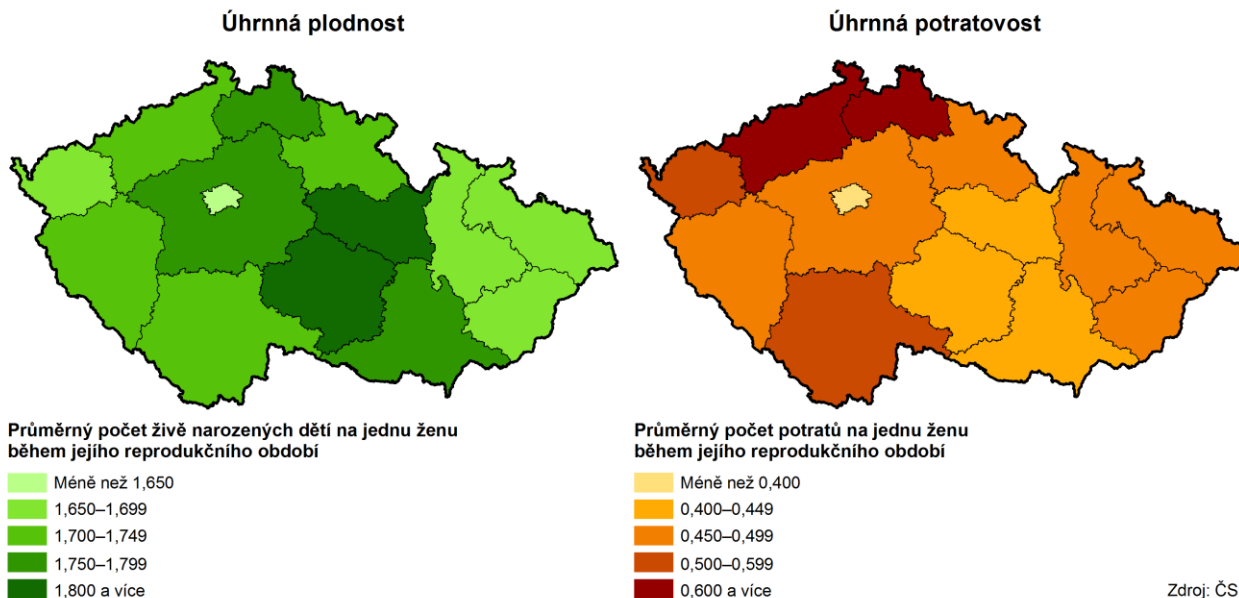 Úhrnná plodnost
Úhrnná potratovost
Průměrný počet živě narozených dětí na jednu ženu
během jejího reprodukčního období
Méně než 1,650
1,650–1,699
1,700–1,749
1,750–1,799
1,800 a více
Průměrný počet potratů na jednu ženu
během jejího reprodukčního období
Méně než 0,400
0,400–0,449
0,450–0,499
0,500–0,599
0,600 a více
Zdroj: ČS